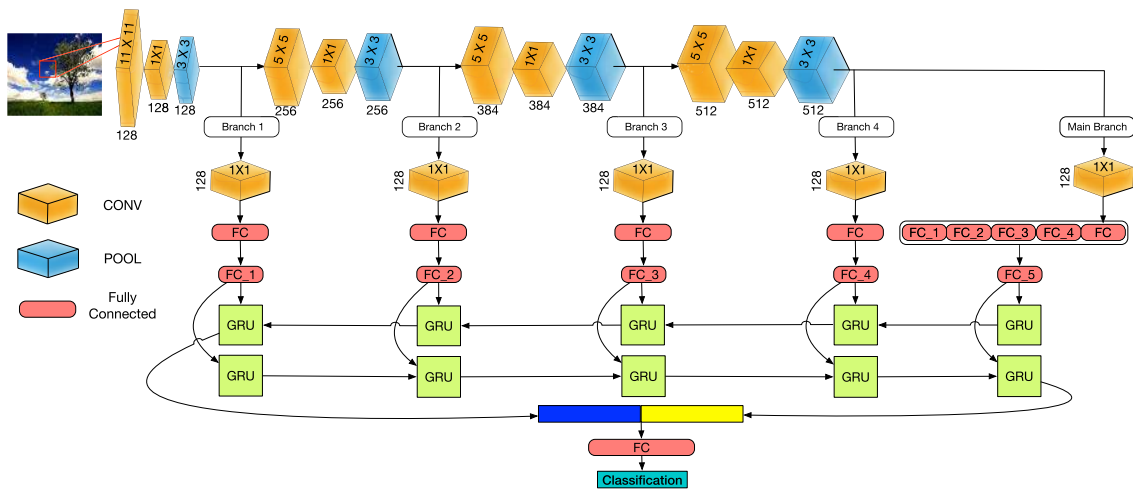 11 X 11
1X1
3 X 3
128
128
128
5 X 5
1X1
3 X 3
256
256
256
5 X 5
1X1
3 X 3
384
384
384
5 X 5
1X1
3 X 3
512
512
512
Branch 1
Branch 2
Branch 3
Branch 4
Main Branch
1X1
128
1X1
128
1X1
128
1X1
128
1X1
128
CONV
POOL
Fully
Connected
FC
FC
FC
FC
FC_1 FC_2 FC_3 FC_4 FC
FC_1
FC_2
FC_3
FC_4
FC_5
GRU
GRU
GRU
GRU
GRU
GRU
GRU
GRU
GRU
GRU
FC
Classification